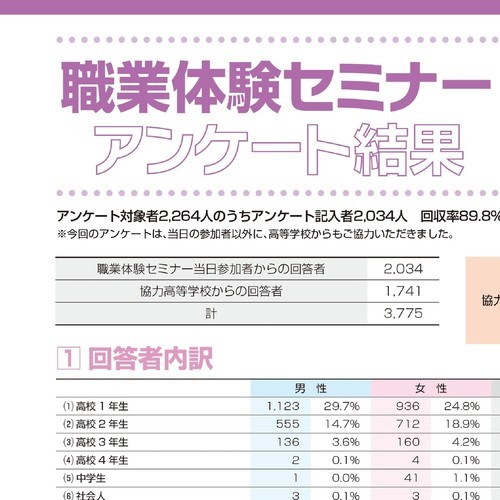 職業体験セミナー
アンケート結果
アンケート対象者2,264人のうちアンケート記入者2,034人　回収率89.8%
※今回のアンケートは、当日の参加者以外に、高等学校からもご協力いただきました。
職業体験セミナー当日参加者からの回答者 2,034
協力高等学校からの回答者 1,741
計 3,775
協力
1 回答者内訳
男 性 女 性
(1)高校1年生 1,123 29.7% 936 24.8%
(2)高校2年生 555 14.7% 712 18.9%
(3)高校3年生 136 3.6% 160 4.2%
(4)高校4年生 2 0.1% 4 0.1%
(5)中学生 1 0.0% 41 1.1%
(6)社会人 3 0.1% 3 0.1%